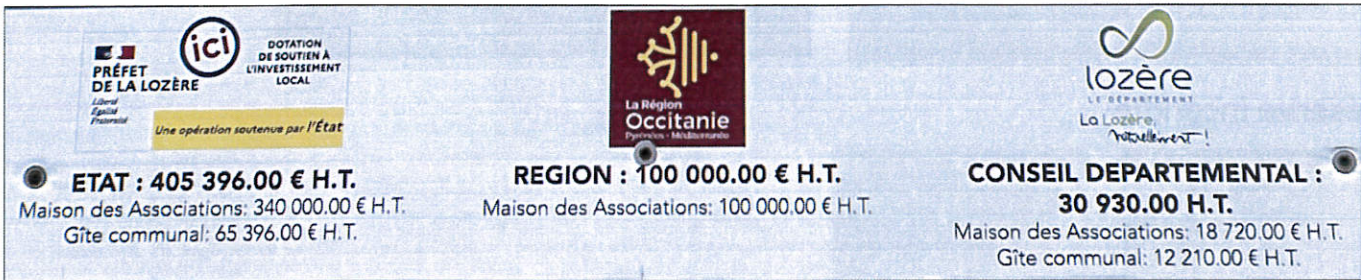 PRÉFET
DE LA LOZÈRE
Liberté
Égalité
Fraternité
ici
DOTATION
DE SOUTIEN À
L'INVESTISSEMENT
LOCAL
Une opération soutenue par l'État
ETAT : 405 396.00 € H.T.
Maison des Associations: 340 000.00 € H.T.
Gîte communal: 65 396.00 € H.T.
La Région
Occitanie
Pyrénées - Méditerranée
REGION : 100 000.00 € H.T.
Maison des Associations: 100 000.00 € H.T.
lozère
LE DÉPARTEMENT
La Lozère,
naturellement !
CONSEIL DEPARTEMENTAL :
30 930.00 H.T.
Maison des Associations: 18 720.00 € H.T.
Gîte communal: 12 210.00 € H.T.